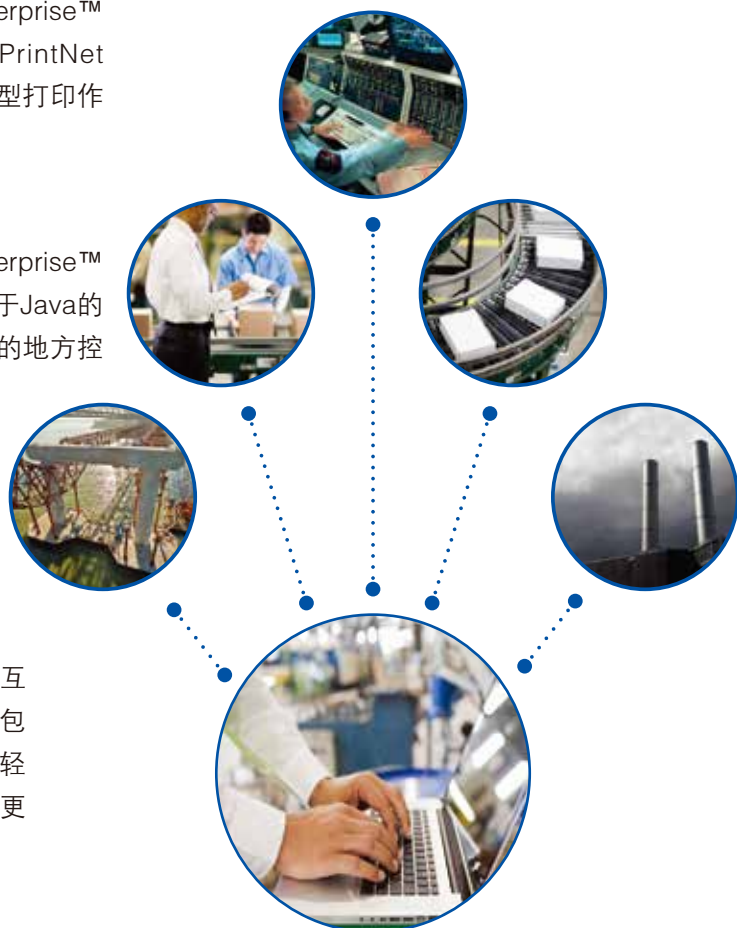 erprise™
PrintNet
型打印作
erprise™
于Java的
的地方控
互
包
轻
更